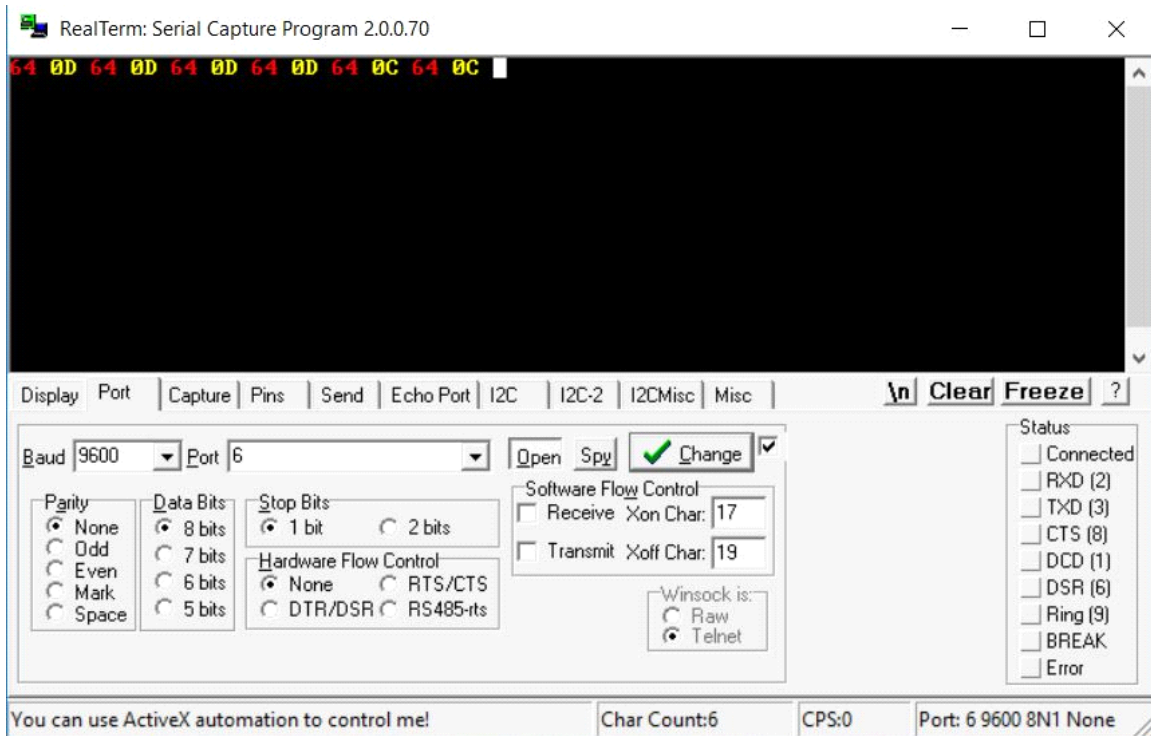 RealTerm: Serial Capture Program 2.0.0.70
64 0D 64 0D 64 0D 64 0D 64 0C 64 0C
Display Port Capture Pins Send Echo Port I2C I2C-2 I2CMisc Misc \n Clear Freeze ?
Baud 9600 Port 6 Open Spy Change
Status
Connected
RXD (2)
TXD (3)
CTS (8)
DCD (1)
DSR (6)
Ring (9)
BREAK
Error
Parity
None
Odd
Even
Mark
Space
Data Bits
8 bits
7 bits
6 bits
5 bits
Stop Bits
1 bit 2 bits
Hardware Flow Control
None RTS/CTS
DTR/DSR RS485-rts
Software Flow Control
Receive Xon Char: 17
Transmit Xoff Char: 19
Winsock is:
Raw
Telnet
You can use ActiveX automation to control me! Char Count:6 CPS:0 Port: 6 9600 8N1 None